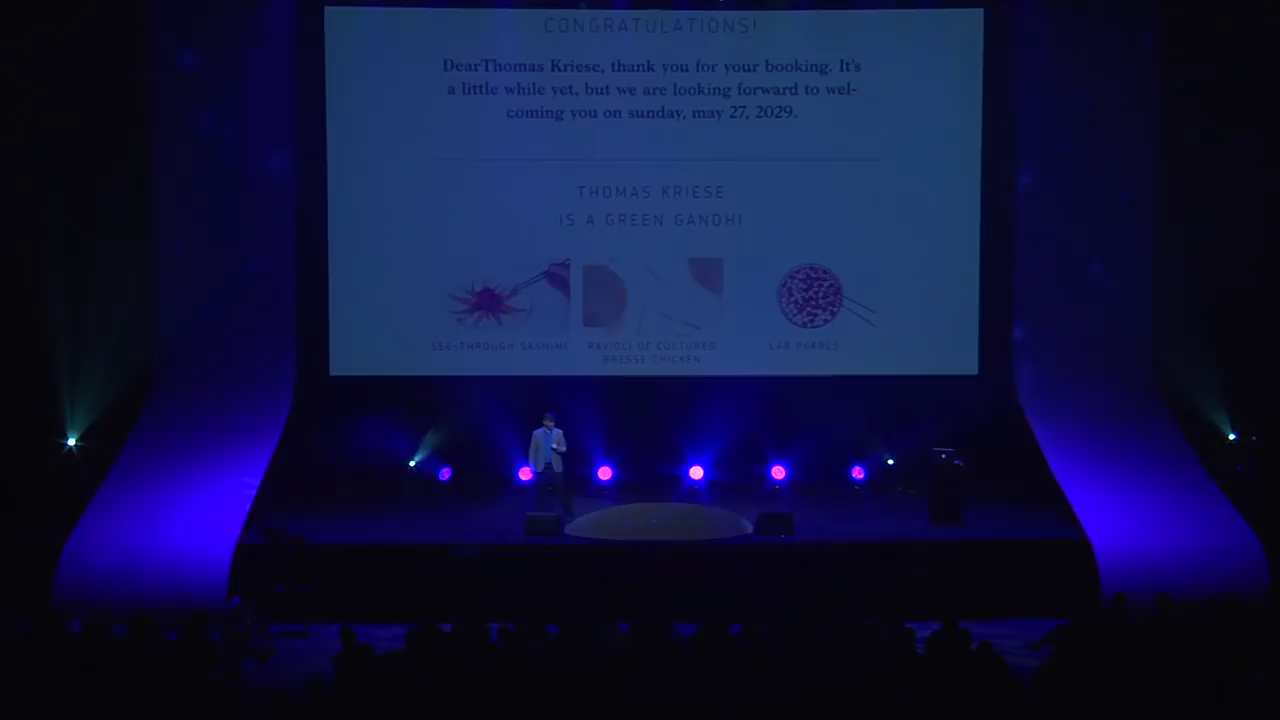 CONGRATULATIONS!
DearThomas Kriese, thank you for your booking. It's
a little while yet, but we are looking forward to wel-
coming you on sunday, may 27, 2029.
THOMAS KRIESE
IS A GREEN GANDHI
SEE-THROUGH SASHIMI
RAVIOLI OF CULTURED
BRESSE CHICKEN
LAB PEARLS